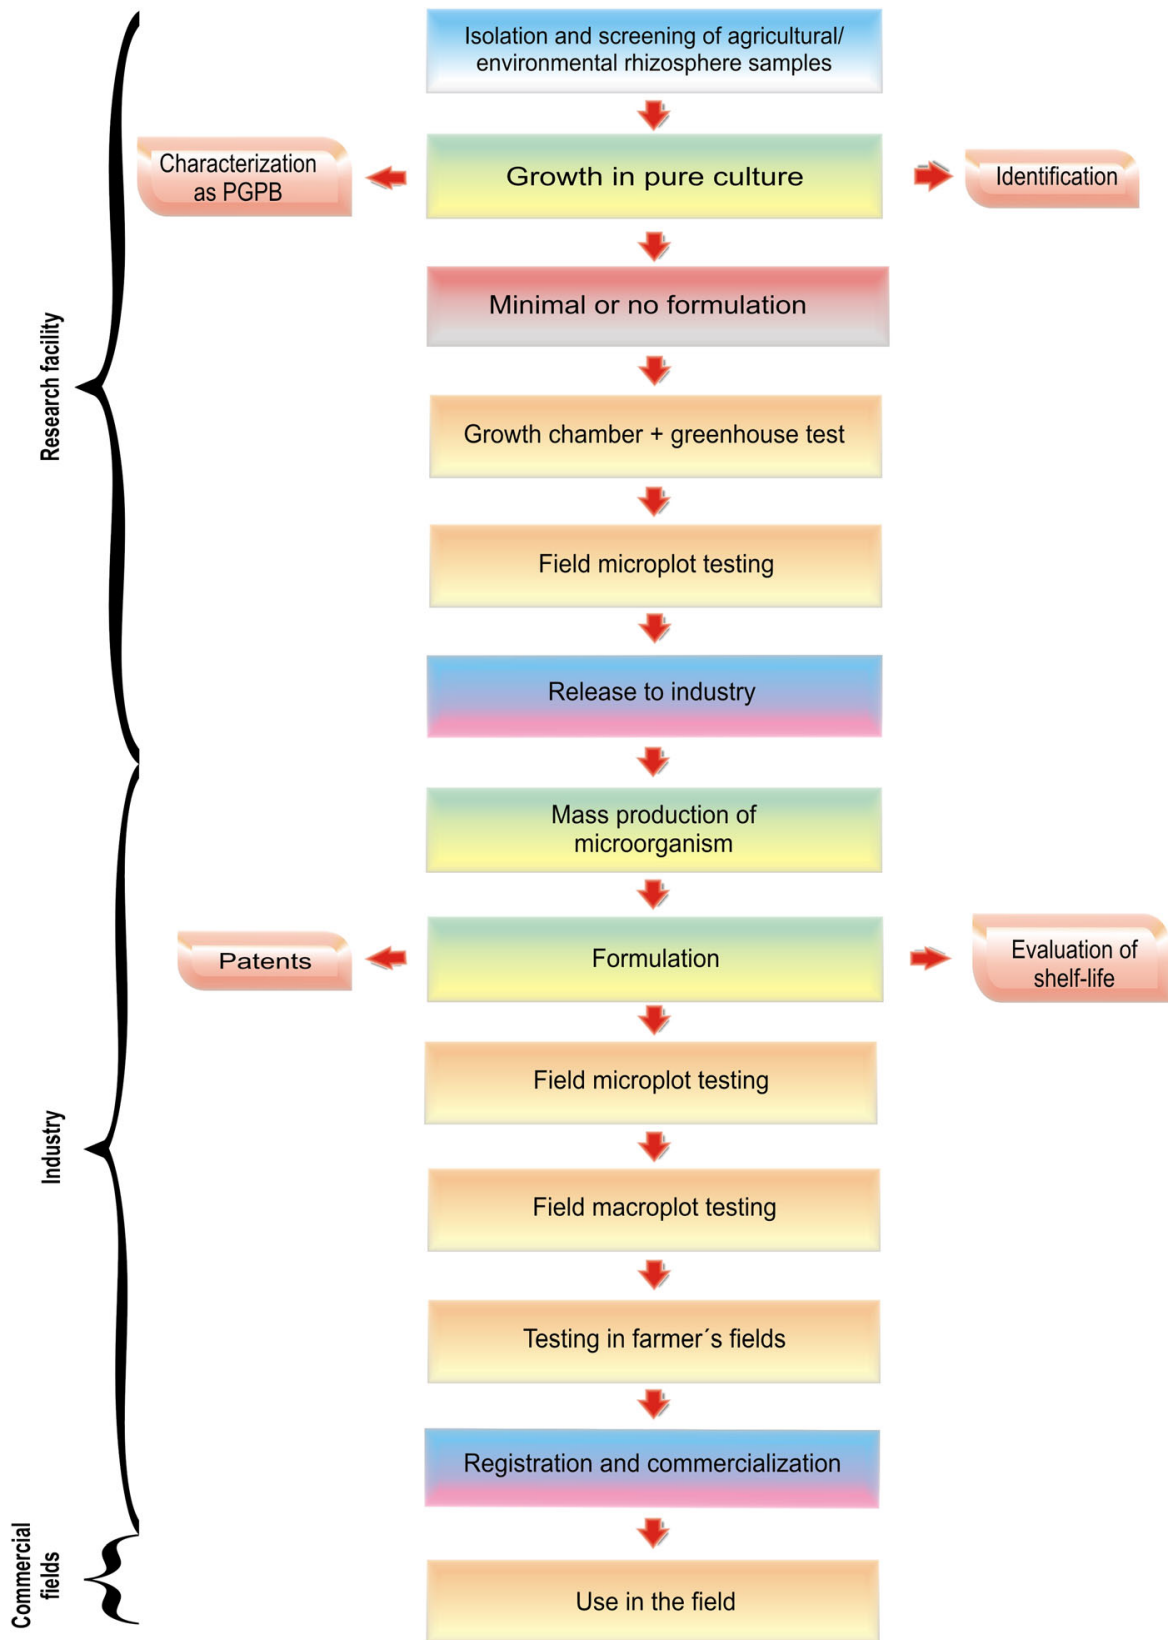 Isolation and screening of agricultural/
environmental rhizosphere samples
Characterization
as PGPB
Growth in pure culture
Identification
Minimal or no formulation
Research facility
Growth chamber + greenhouse test
Field microplot testing
Release to industry
Mass production of
microorganism
Patents
Formulation
Evaluation of
shelf-life
Field microplot testing
Industry
Field macroplot testing
Testing in farmer´s fields
Registration and commercialization
Commercial
fields
Use in the field